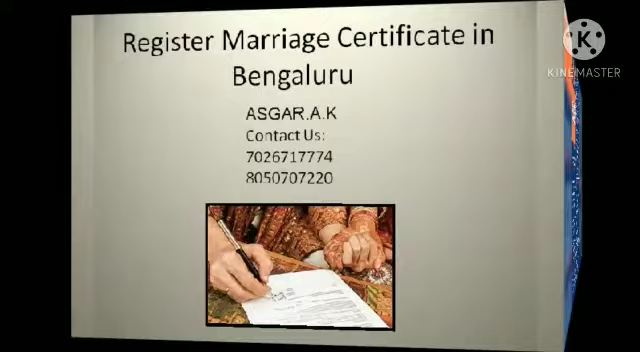 Register Marriage Certificate in
Bengaluru
ASGAR.A.K
Contact Us:
7026717774
8050707220
KINEMASTER